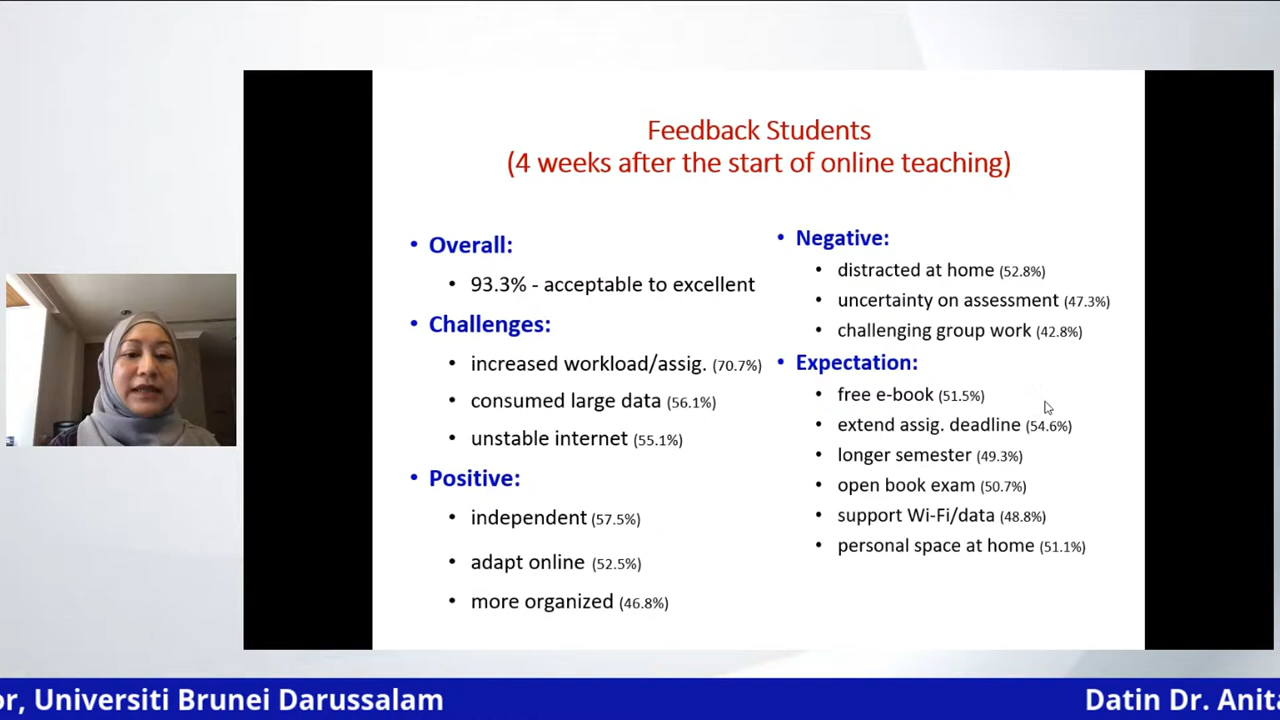 Feedback Students
(4 weeks after the start of online teaching)
• Overall:
• 93.3% - acceptable to excellent
• Challenges:
• increased workload/assig. (70.7%)
• consumed large data (56.1%)
• unstable internet (55.1%)
• Positive:
• independent (57.5%)
• adapt online (52.5%)
• more organized (46.8%)
• Negative:
• distracted at home (52.8%)
• uncertainty on assessment (47.3%)
• challenging group work (42.8%)
• Expectation:
• free e-book (51.5%)
• extend assig. deadline (54.6%)
• longer semester (49.3%)
• open book exam (50.7%)
• support Wi-Fi/data (48.8%)
• personal space at home (51.1%)
or, Universiti Brunei Darussalam
Datin Dr. Anita